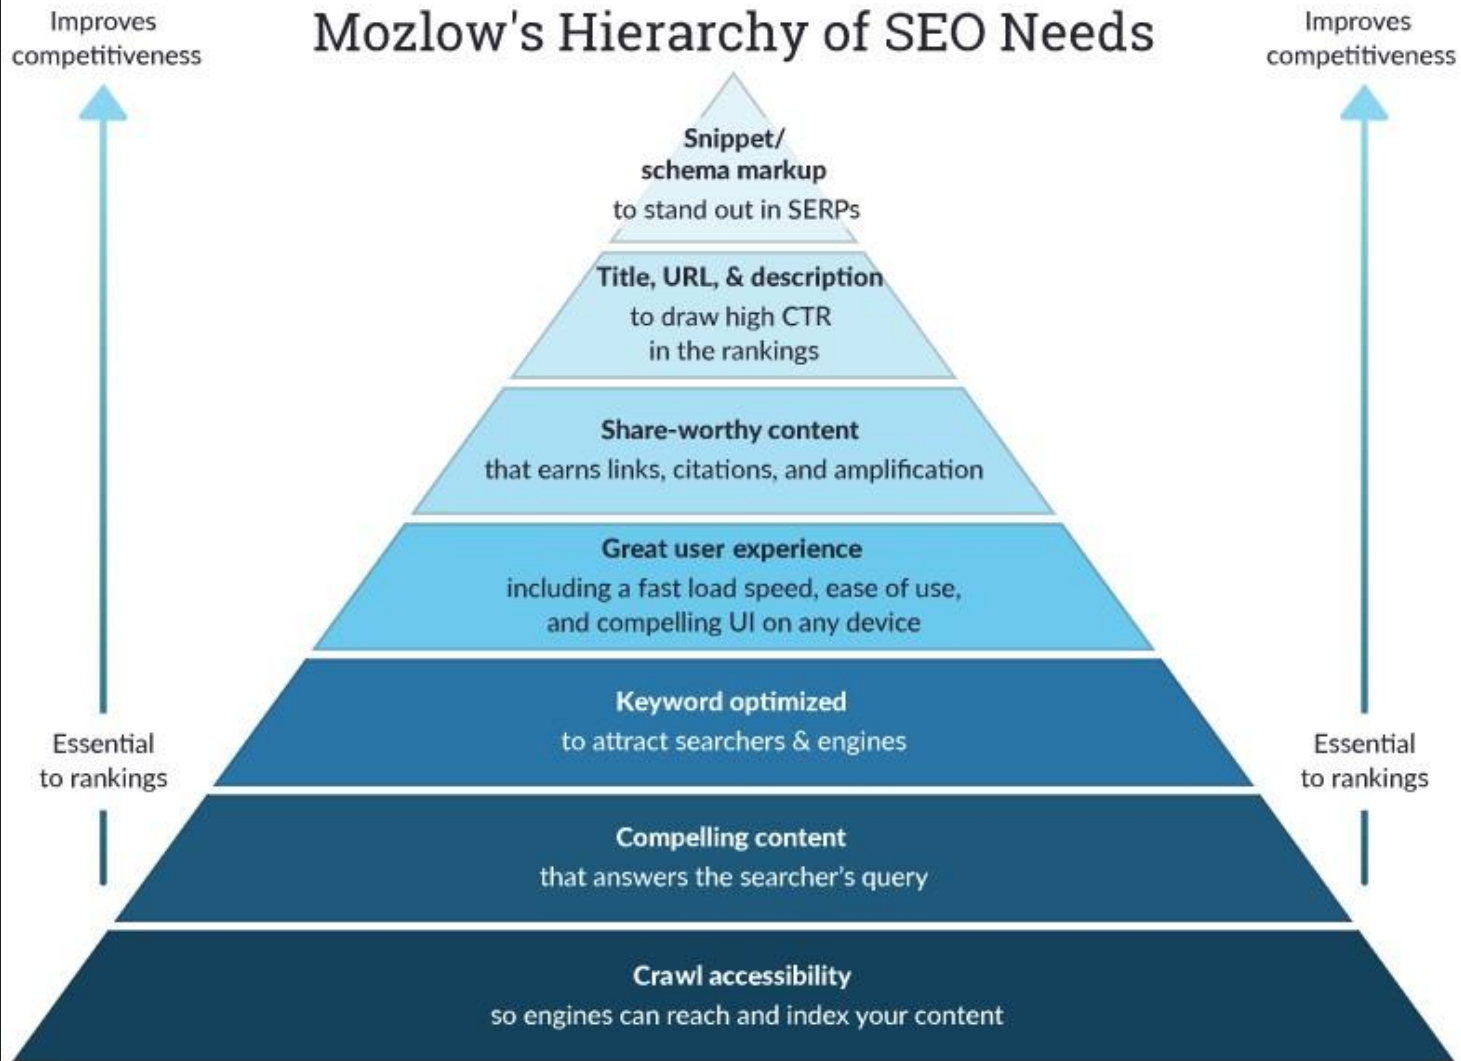 Mozlow's Hierarchy of SEO Needs
Improves
competitiveness
Improves
competitiveness
Snippet/
schema markup
to stand out in SERPs
Title, URL, & description
to draw high CTR
in the rankings
Share-worthy content
that earns links, citations, and amplification
Great user experience
including a fast load speed, ease of use,
and compelling UI on any device
Keyword optimized
to attract searchers & engines
Essential
to rankings
Essential
to rankings
Compelling content
that answers the searcher's query
Crawl accessibility
so engines can reach and index your content